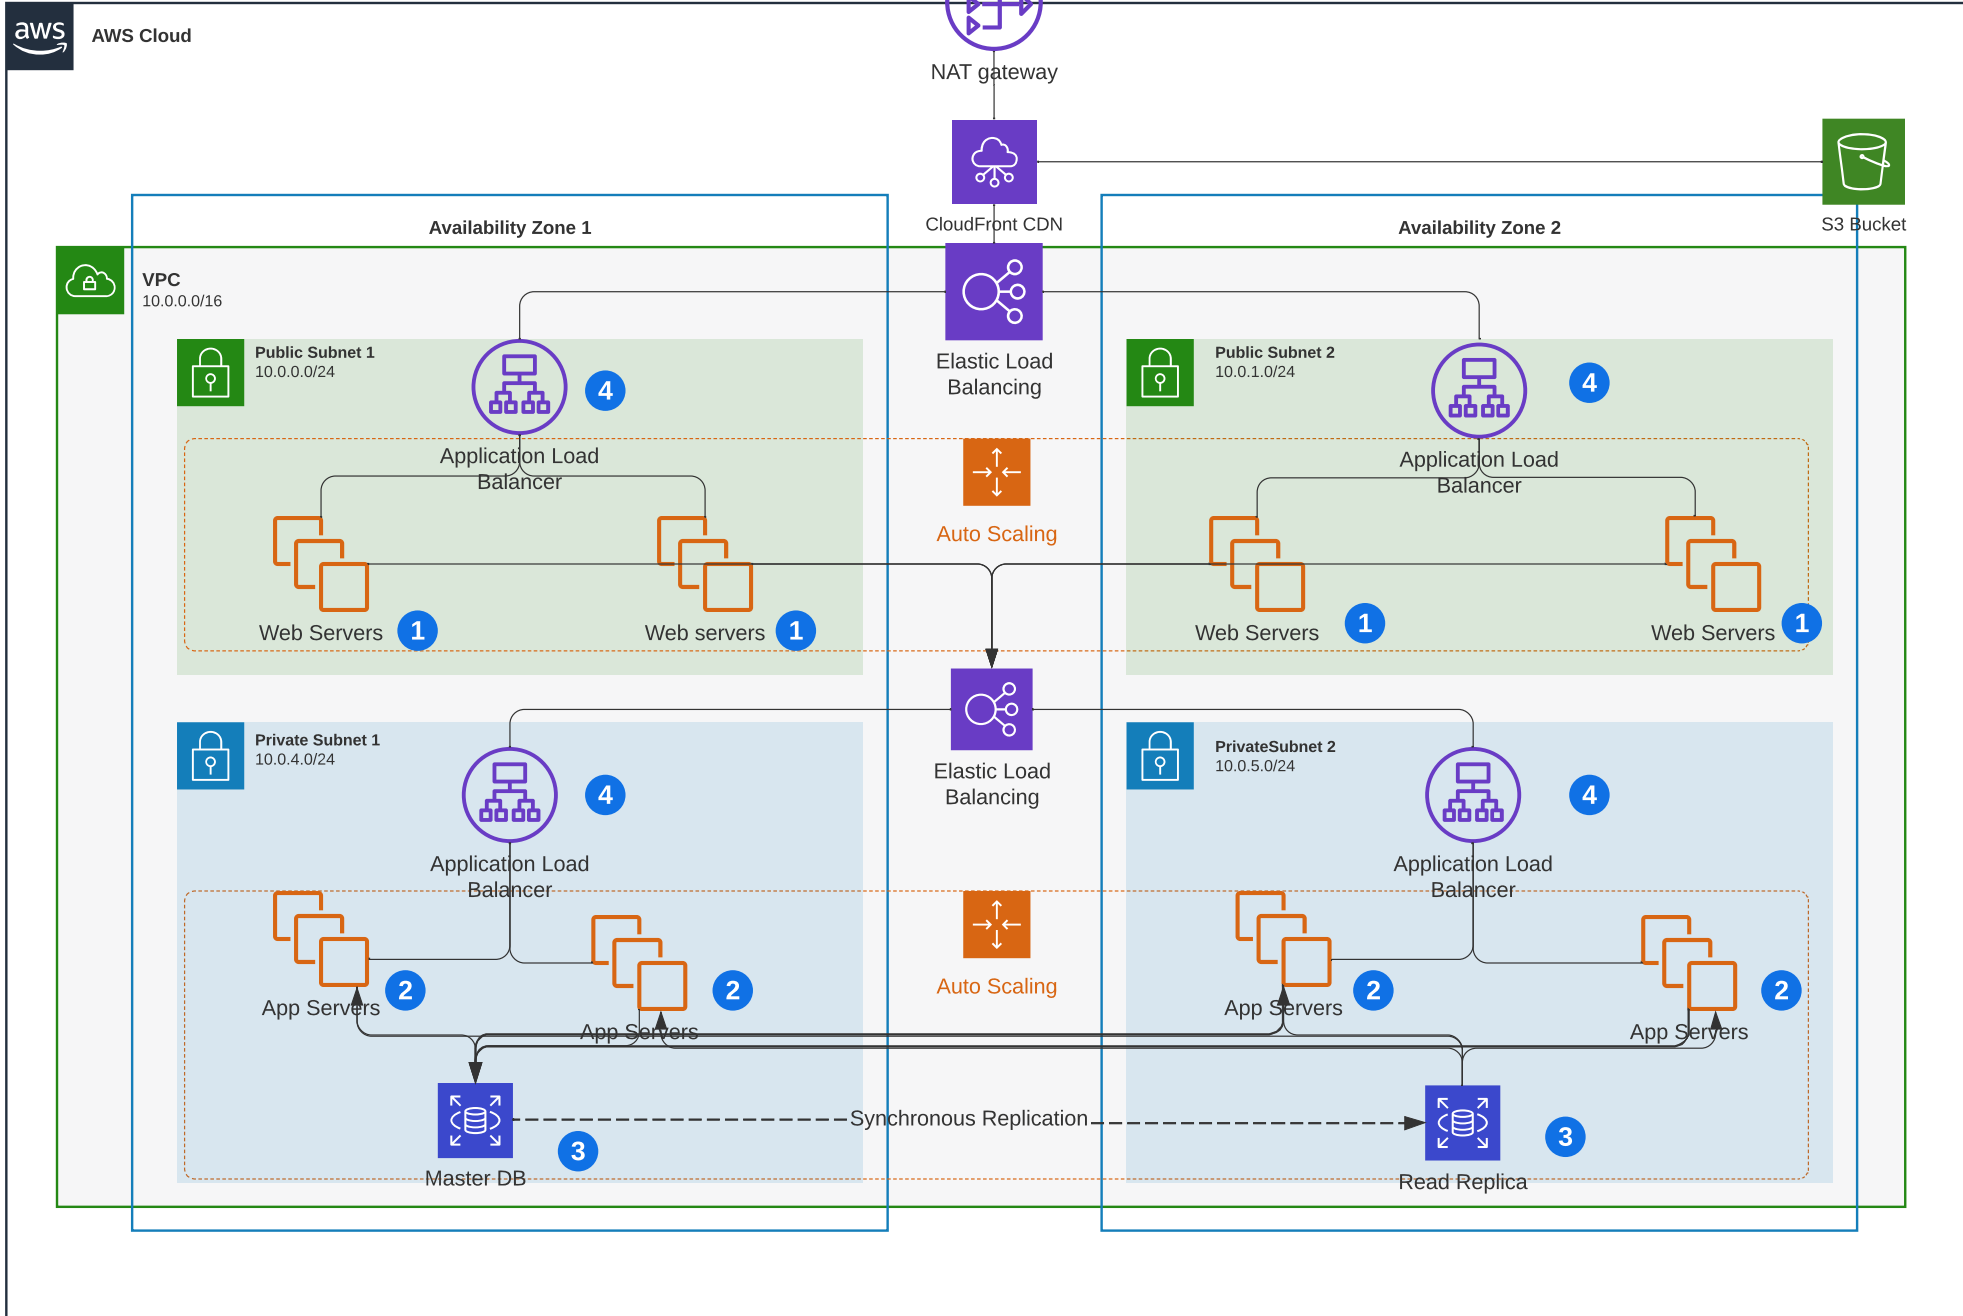 aws
AWS Cloud
NAT gateway
CloudFront CDN
S3 Bucket
Availability Zone 1
Availability Zone 2
VPC
10.0.0.0/16
Public Subnet 1
10.0.0.0/24
4
Elastic Load
Balancing
Public Subnet 2
10.0.1.0/24
4
Application Load
Balancer
Auto Scaling
Application Load
Balancer
Web Servers
1
Web servers
1
Web Servers
1
Web Servers
1
Private Subnet 1
10.0.4.0/24
4
Elastic Load
Balancing
PrivateSubnet 2
10.0.5.0/24
4
Application Load
Balancer
Application Load
Balancer
Auto Scaling
App Servers
2
App Servers
2
App Servers
2
App Servers
2
Synchronous Replication
Master DB
3
Read Replica
3